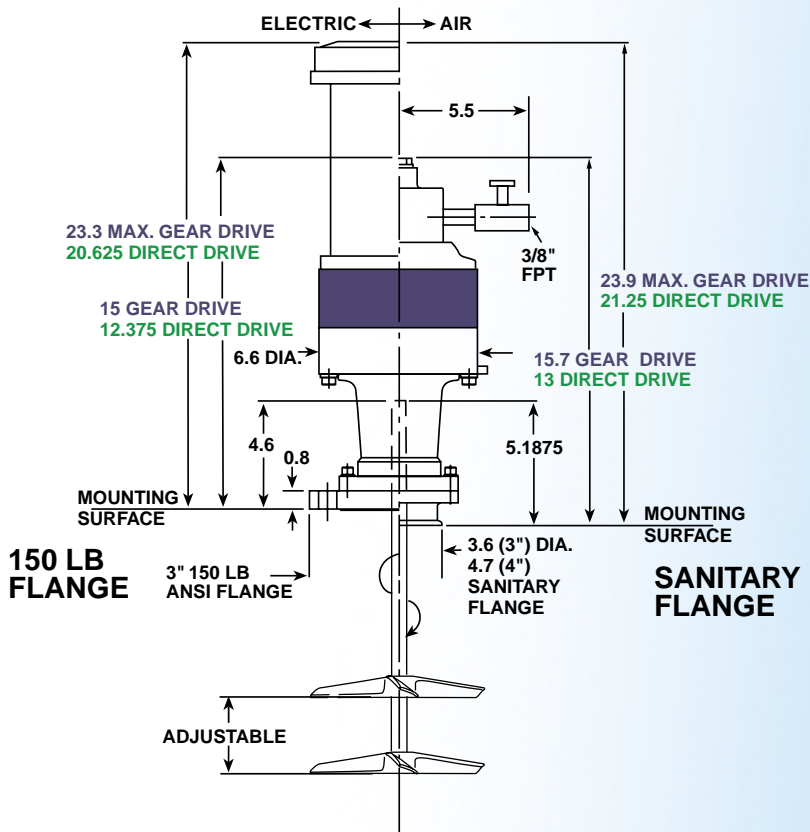 ELECTRIC AIR
5.5
23.3 MAX. GEAR DRIVE
20.625 DIRECT DRIVE
3/8"
FPT
23.9 MAX. GEAR DRIVE
21.25 DIRECT DRIVE
15 GEAR DRIVE
12.375 DIRECT DRIVE
6.6 DIA.
15.7 GEAR DRIVE
13 DIRECT DRIVE
4.6
0.8
5.1875
MOUNTING
SURFACE
MOUNTING
SURFACE
150 LB
FLANGE
3" 150 LB
ANSI FLANGE
3.6 (3") DIA.
4.7 (4")
SANITARY
FLANGE
SANITARY
FLANGE
ADJUSTABLE